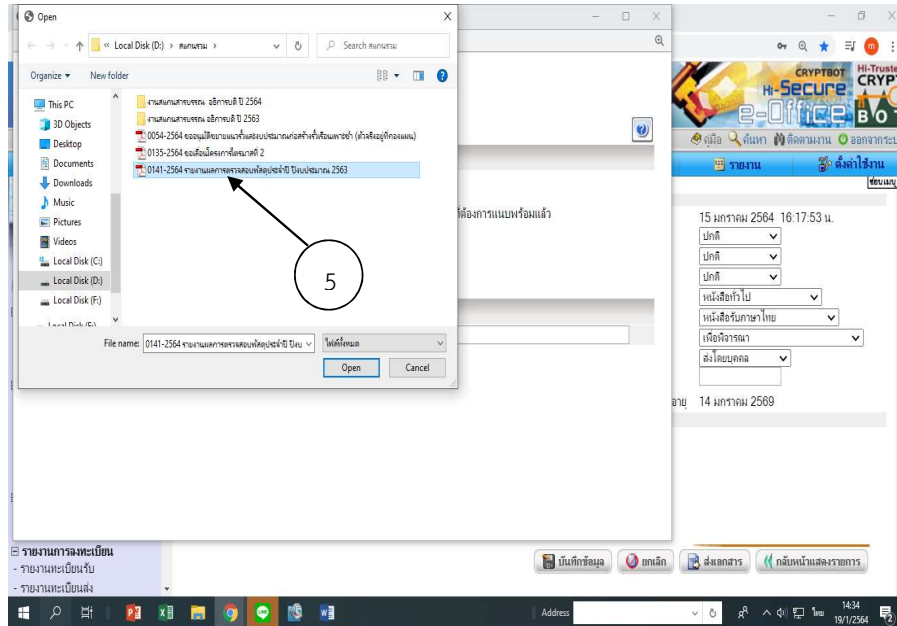 Open
« Local Disk (D:) › สแกนรวม ›
Search สแกนรวม
Organize
New folder
This PC
3D Objects
Desktop
Documents
Downloads
Music
Pictures
Videos
Local Disk (C:)
Local Disk (D:)
Local Disk (F:)
Local Disk (F:)
งานสแกนสารบรรณ อธิการบดี ปี 2564
งานสแกนสารบรรณ อธิการบดี ปี 2563
0054-2564 ขออนุมัติขยายแนวรั้วและงบประมาณก่อสร้างรั้วเรือนเพาะชำ (ตัวจริงอยู่ที่กองแผน)
0135-2564 ขอเลื่อนโครงการไตรมาสที่ 2
0141-2564 รายงานผลการตรวจสอบพัสดุประจำปี ปีงบประมาณ 2563
5
File name:
0141-2564 รายงานผลการตรวจสอบพัสดุประจำปี ปีงบ
ไฟล์ทั้งหมด
Open
Cancel
ที่ต้องการแนบพร้อมแล้ว
CRYPTBOT
Hi-Secure
e-Office
Hi-Truste
CRYP
BO
คู่มือ
ค้นหา
ติดตามงาน
ออกจากระบ
รายงาน
ตั้งค่าใช้งาน
ซ่อนเมนู
15 มกราคม 2564 16:17:53 น.
ปกติ
ปกติ
ปกติ
หนังสือทั่วไป
หนังสือรับภาษาไทย
เพื่อพิจารณา
ส่งโดยบุคคล
อายุ 14 มกราคม 2569
รายงานการลงทะเบียน
- รายงานทะเบียนรับ
- รายงานทะเบียนส่ง
บันทึกข้อมูล
ยกเลิก
ส่งเอกสาร
กลับหน้าแสดงรายการ
Address
ไทย
14:34
19/1/2564